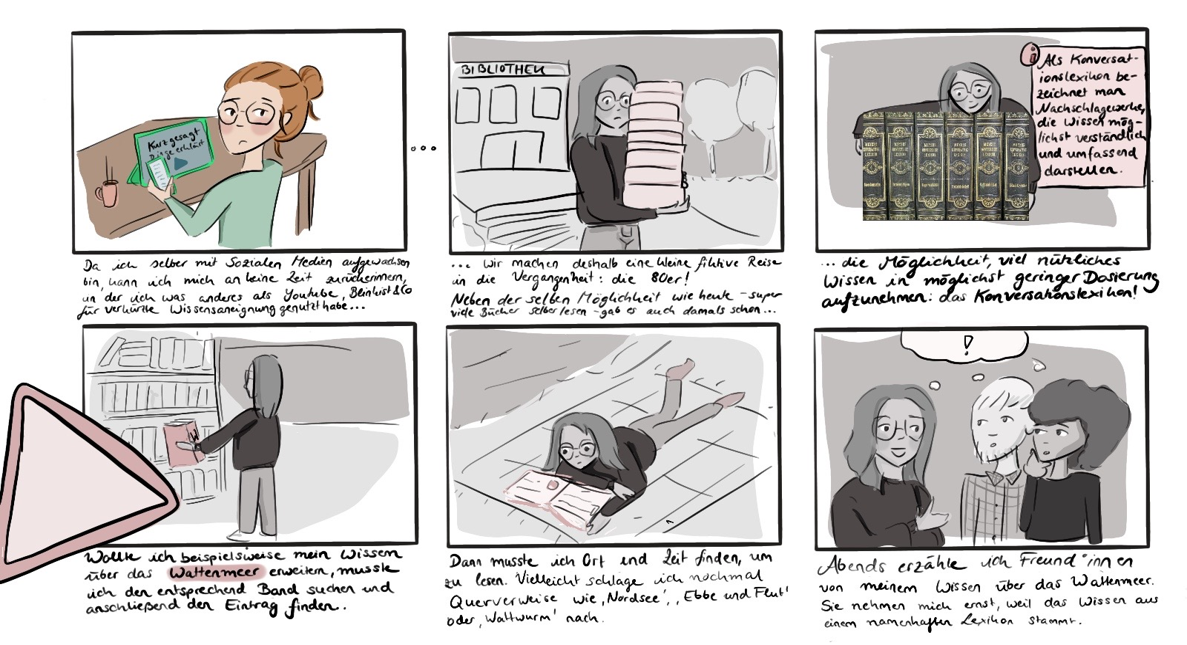 Kurzgesagt
Dinge erklärt
...
BIBLIOTHEK
Als Konversat-
ionslexikon be-
zeichnet man
Nachschlagewerke,
die Wissen mög-
lichst verständlich
und umfassend
darstellen.
Da ich selber mit Sozialen Medien aufgewachsen
bin, kann ich mich an keine Zeit zurückerinnern,
in der ich was anderes als Youtube, Blinkist & Co
für verkürzte Wissensaneignung genutzt habe...
... Wir machen deshalb eine kleine fiktive Reise
in die Vergangenheit: die 80er!
Neben der selben Möglichkeit wie heute - super
viele Bücher selber lesen - gab es auch damals schon...
... die Möglichkeit, viel nützliches
Wissen in möglichst geringer Dosierung
aufzunehmen: das Konversationslexikon!
W
!
Wollte ich beispielsweise mein Wissen
über das Wattenmeer erweitern, musste
ich den entsprechend Band suchen und
anschließend den Eintrag finden.
Dann musste ich Ort und Zeit finden, um
zu lesen. Vielleicht schlage ich nochmal
Querverweise wie ‚Nordsee', ‚Ebbe und Flut'
oder ‚Wattwurm' nach.
Abends erzähle ich Freund*innen
von meinem Wissen über das Wattenmeer.
Sie nehmen mich ernst, weil das Wissen aus
einem namenhaften Lexikon stammt.